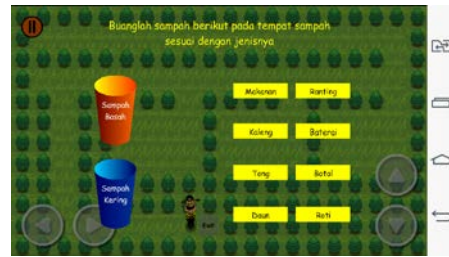 Buanglah sampah berikut pada tempat sampah
sesuai dengan jenisnya
Sampah
Basah
Makanan
Ranting
Kaleng
Baterai
Sampah
Kering
Tong
Botol
Daun
Roti